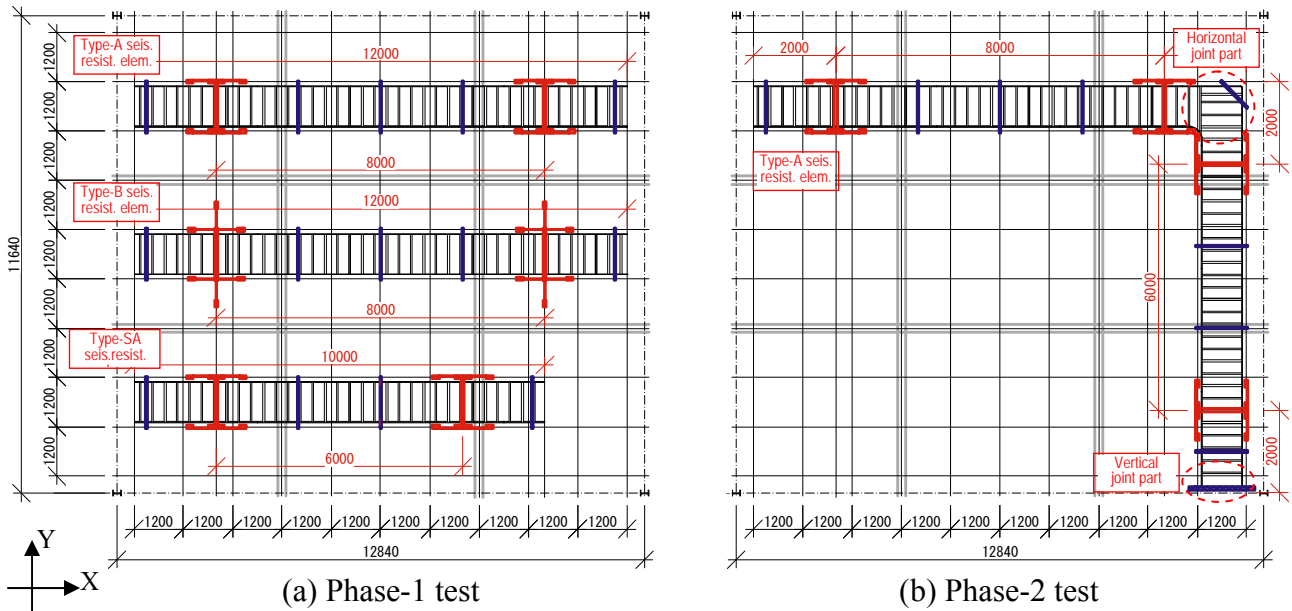 Type-A seis.
resist. elem.
12000
8000
Type-B seis.
resist. elem.
12000
8000
Type-SA
seis.resist.
10000
6000
11640
1200
1200
1200
1200
1200
1200
1200
1200
1200
1200 1200 1200 1200 1200 1200 1200 1200 1200 1200
12840
Y
X
(a) Phase-1 test
2000
8000
Horizontal
joint part
2000
Type-A seis.
resist. elem.
6000
Vertical
joint part
2000
1200 1200 1200 1200 1200 1200 1200 1200 1200 1200
12840
(b) Phase-2 test